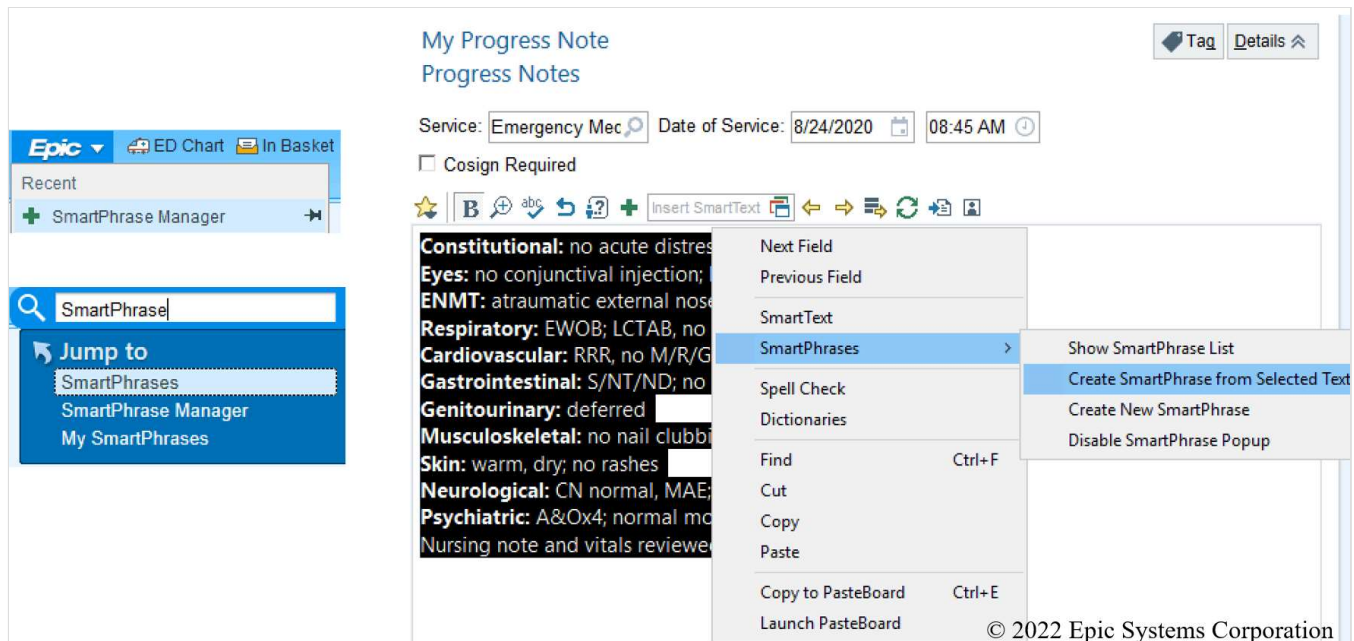 Epic
ED Chart
In Basket
Recent
SmartPhrase Manager
SmartPhrase
Jump to
SmartPhrases
SmartPhrase Manager
My SmartPhrases
My Progress Note
Progress Notes
Tag
Details
Service: Emergency Mec Date of Service: 8/24/2020 08:45 AM
Cosign Required
B
abc
Insert SmartText
Constitutional: no acute distres
Eyes: no conjunctival injection;
ENMT: atraumatic external nose
Respiratory: EWOB; LCTAB, no
Cardiovascular: RRR, no M/R/G
Gastrointestinal: S/NT/ND; no
Genitourinary: deferred
Musculoskeletal: no nail clubbi
Skin: warm, dry; no rashes
Neurological: CN normal, MAE;
Psychiatric: A&Ox4; normal mo
Nursing note and vitals reviewe
Next Field
Previous Field
SmartText
SmartPhrases
Spell Check
Dictionaries
Find Ctrl+F
Cut
Copy
Paste
Copy to PasteBoard Ctrl+E
Launch PasteBoard
Show SmartPhrase List
Create SmartPhrase from Selected Text
Create New SmartPhrase
Disable SmartPhrase Popup
© 2022 Epic Systems Corporation